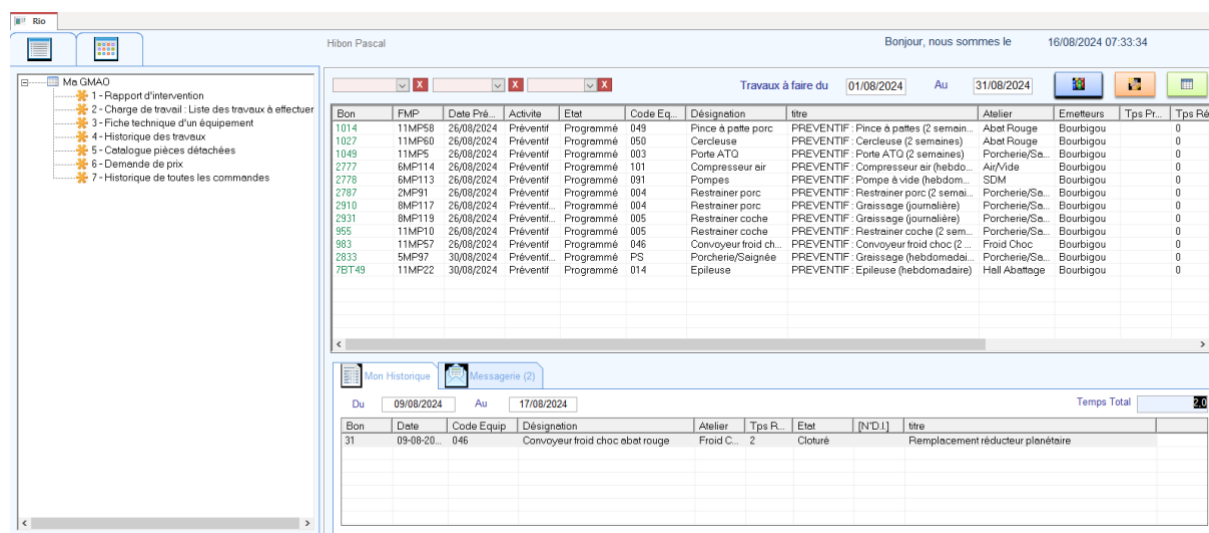 Rio
Hibon Pascal Bonjour, nous sommes le 16/08/2024 07:33:34
Ma GMAO
1 - Rapport d'intervention
2 - Charge de travail : Liste des travaux à effectuer
3 - Fiche technique d'un équipement
4 - Historique des travaux
5 - Catalogue pièces détachées
6 - Demande de prix
7 - Historique de toutes les commandes
X X X Travaux à faire du 01/08/2024 Au 31/08/2024
Bon FMP Date Pré... Activite Etat Code Eq... Désignation titre Atelier Emetteurs Tps Pr... Tps Ré
1014 11MP58 26/08/2024 Préventif Programmé 049 Pince à patte porc PREVENTIF : Pince à pattes (2 semain... Abat Rouge Bourbigou 0
1027 11MP60 26/08/2024 Préventif Programmé 050 Cercleuse PREVENTIF : Cercleuse (2 semaines) Abat Rouge Bourbigou 0
1049 11MP5 26/08/2024 Préventif Programmé 003 Porte ATQ PREVENTIF : Porte ATQ (2 semaines) Porcherie/Sa... Bourbigou 0
2777 6MP114 26/08/2024 Préventif Programmé 101 Compresseur air PREVENTIF : Compresseur air (hebdo... Air/Vide Bourbigou 0
2778 6MP113 26/08/2024 Préventif Programmé 091 Pompes PREVENTIF : Pompe à vide (hebdom... SDM Bourbigou 0
2787 2MP91 26/08/2024 Préventif Programmé 004 Restrainer porc PREVENTIF : Restrainer porc (2 semai... Porcherie/Sa... Bourbigou 0
2910 8MP117 26/08/2024 Préventif... Programmé 004 Restrainer porc PREVENTIF : Graissage (journalière) Porcherie/Sa... Bourbigou 0
2931 8MP119 26/08/2024 Préventif... Programmé 005 Restrainer coche PREVENTIF : Graissage (journalière) Porcherie/Sa... Bourbigou 0
955 11MP10 26/08/2024 Préventif Programmé 005 Restrainer coche PREVENTIF : Restrainer coche (2 sem... Porcherie/Sa... Bourbigou 0
983 11MP57 26/08/2024 Préventif Programmé 046 Convoyeur froid ch... PREVENTIF : Convoyeur froid choc (2 ... Froid Choc Bourbigou 0
2833 5MP97 30/08/2024 Préventif... Programmé PS Porcherie/Saignée PREVENTIF : Graissage (hebdomadai... Porcherie/Sa... Bourbigou 0
7BT49 11MP22 30/08/2024 Préventif Programmé 014 Epileuse PREVENTIF : Epileuse (hebdomadaire) Hall Abattage Bourbigou 0
Mon Historique Messagerie (2)
Du 09/08/2024 Au 17/08/2024 Temps Total 2,0
Bon Date Code Equip Désignation Atelier Tps R... Etat [N°D.I.] titre
31 09-08-20... 046 Convoyeur froid choc abat rouge Froid C... 2 Cloturé Remplacement réducteur planétaire